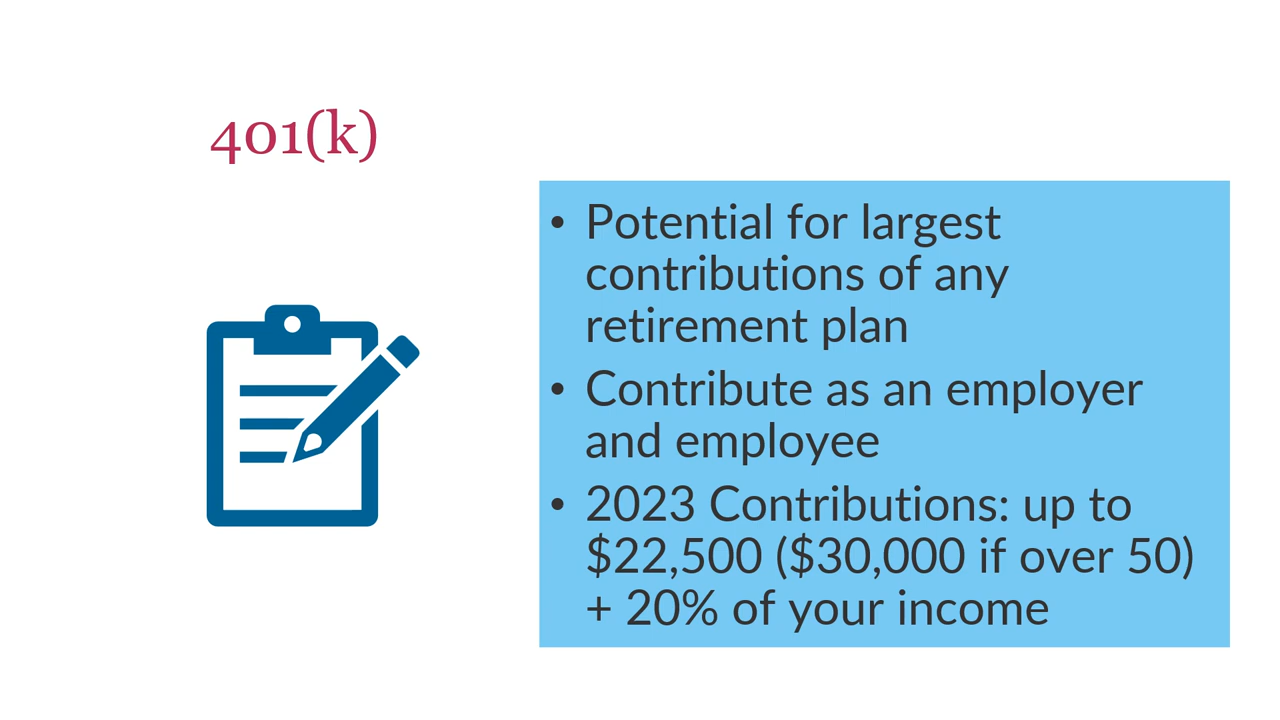 401(k)
• Potential for largest
contributions of any
retirement plan
• Contribute as an employer
and employee
• 2023 Contributions: up to
$22,500 ($30,000 if over 50)
+ 20% of your income